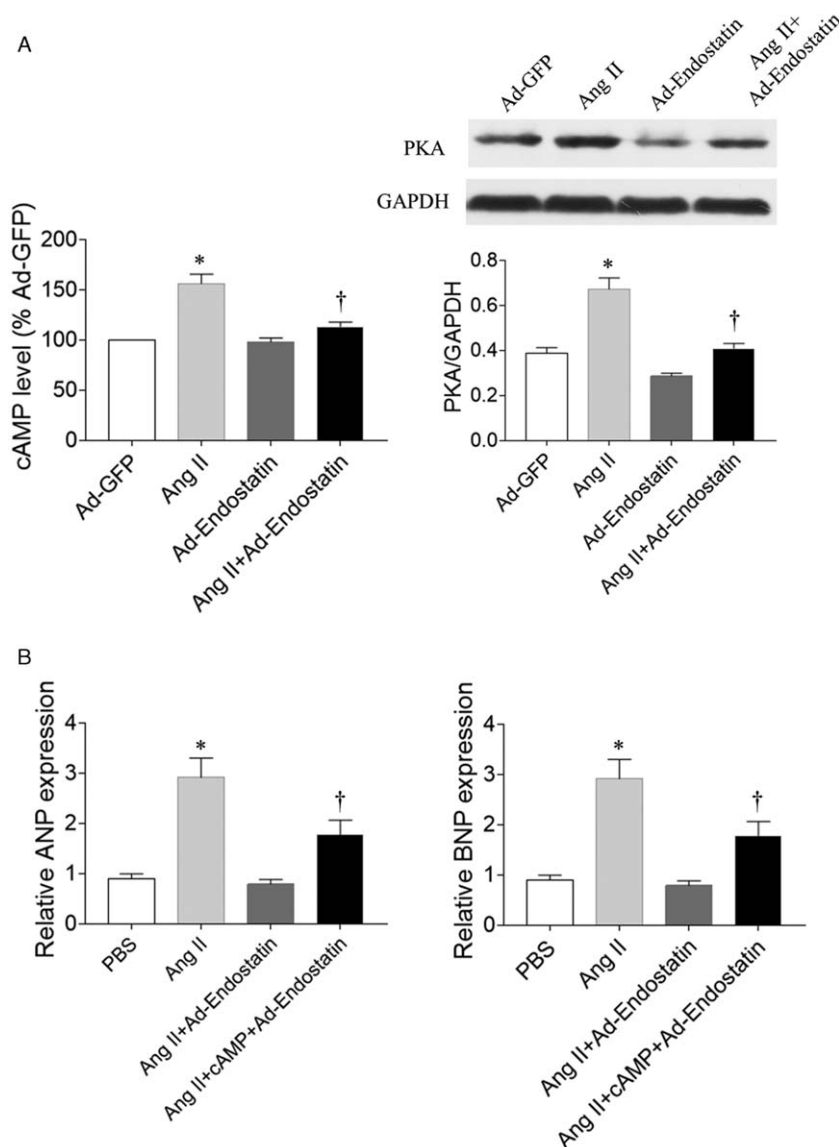 A
Ad-GFP
Ang II
Ad-Endostatin
Ang II+
Ad-Endostatin
PKA
GAPDH
cAMP level (% Ad-GFP)
200
150
100
50
0
*
†
Ad-GFP
Ang II
Ad-Endostatin
Ang II+Ad-Endostatin
PKA/GAPDH
0.8
0.6
0.4
0.2
0.0
*
†
Ad-GFP
Ang II
Ad-Endostatin
Ang II+Ad-Endostatin
B
Relative ANP expression
4
3
2
1
0
*
†
PBS
Ang II
Ang II+Ad-Endostatin
Ang II+cAMP+Ad-Endostatin
Relative BNP expression
4
3
2
1
0
*
†
PBS
Ang II
Ang II+Ad-Endostatin
Ang II+cAMP+Ad-Endostatin